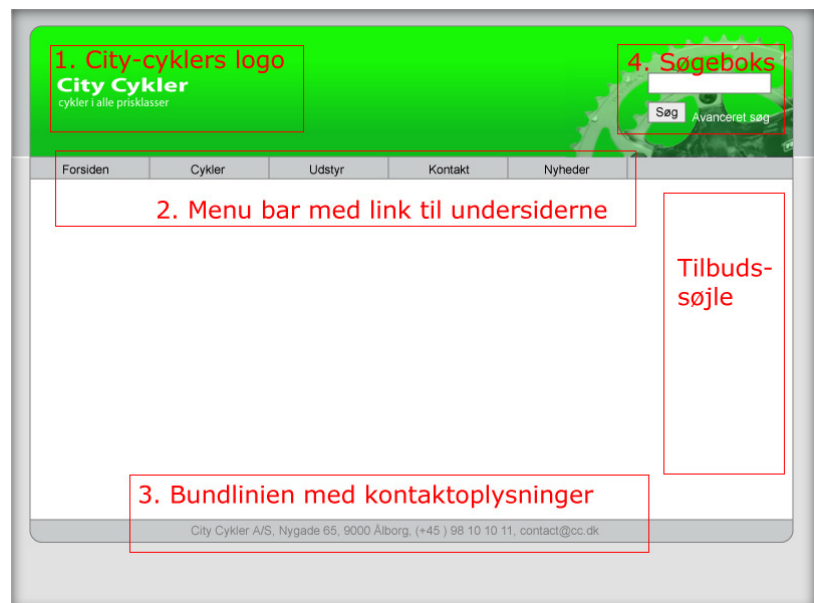 1. City-cyklers logo
City Cykler
cykler i alle prisklasser
4. Søgeboks
Søg
Avanceret søg
Forsiden
Cykler
Udstyr
Kontakt
Nyheder
2. Menu bar med link til undersiderne
Tilbuds-
søjle
3. Bundlinien med kontaktoplysninger
City Cykler A/S, Nygade 65, 9000 Ålborg, (+45 ) 98 10 10 11, contact@cc.dk